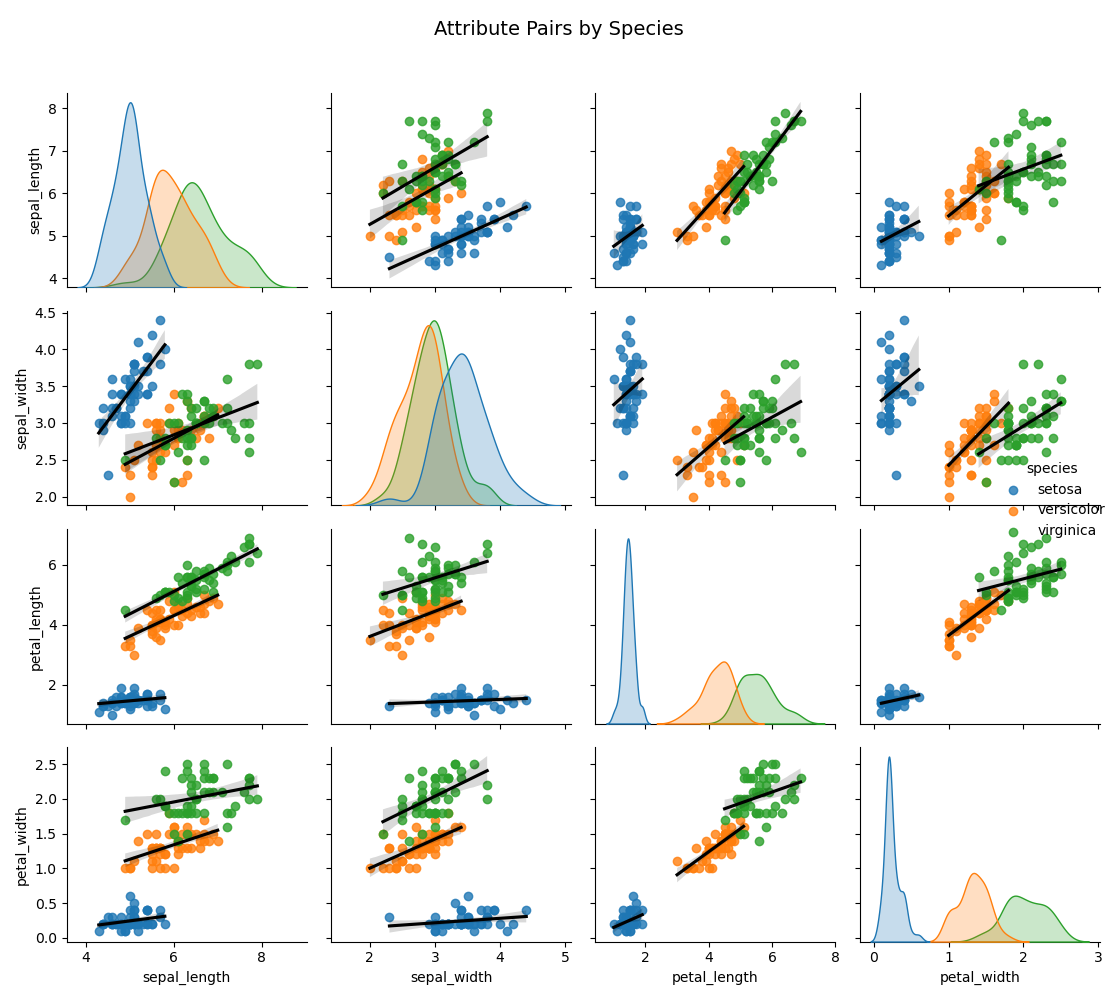 Attribute Pairs by Species
sepal_length
8
7
6
5
4
sepal_width
4.5
4.0
3.5
3.0
2.5
2.0
species
setosa
versicolor
virginica
petal_length
6
4
2
petal_width
2.5
2.0
1.5
1.0
0.5
0.0
4 6 8 2 3 4 5 2 4 6 8 0 1 2 3
sepal_length sepal_width petal_length petal_width